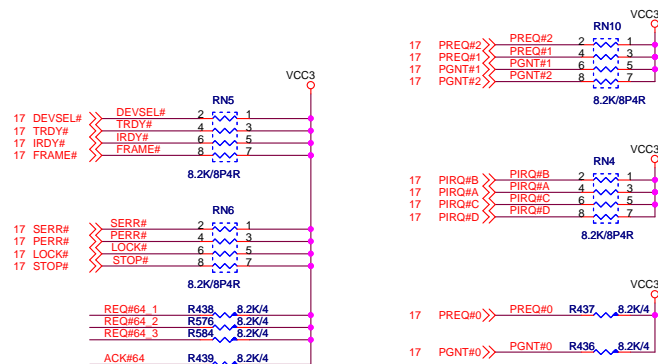 VCC3
RN10
17 PREQ#2 PREQ#2 2 1
17 PREQ#1 PREQ#1 4 3
17 PGNT#1 PGNT#1 6 5
17 PGNT#2 PGNT#2 8 7
8.2K/8P4R
VCC3
RN5
17 DEVSEL# DEVSEL# 2 1
17 TRDY# TRDY# 4 3
17 IRDY# IRDY# 6 5
17 FRAME# FRAME# 8 7
8.2K/8P4R
VCC3
RN4
17 PIRQ#B PIRQ#B 2 1
17 PIRQ#A PIRQ#A 4 3
17 PIRQ#C PIRQ#C 6 5
17 PIRQ#D PIRQ#D 8 7
8.2K/8P4R
RN6
17 SERR# SERR# 2 1
17 PERR# PERR# 4 3
17 LOCK# LOCK# 6 5
17 STOP# STOP# 8 7
8.2K/8P4R
REQ#64_1 R438 8.2K/4
REQ#64_2 R576 8.2K/4
REQ#64_3 R584 8.2K/4
ACK#64 R439 8.2K/4
VCC3
17 PREQ#0 PREQ#0 R437 8.2K/4
17 PGNT#0 PGNT#0 R436 8.2K/4